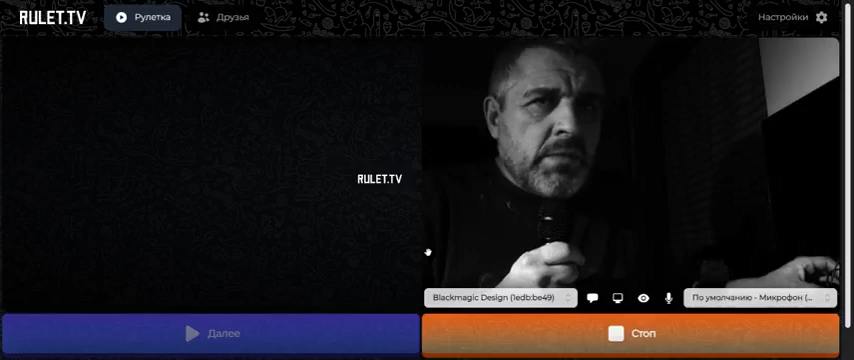 RULET.TV
Рулетка
Друзья
Настройки
RULET.TV
Blackmagic Design (1edb:be49)
По умолчанию - Микрофон (...
Далее
Стоп